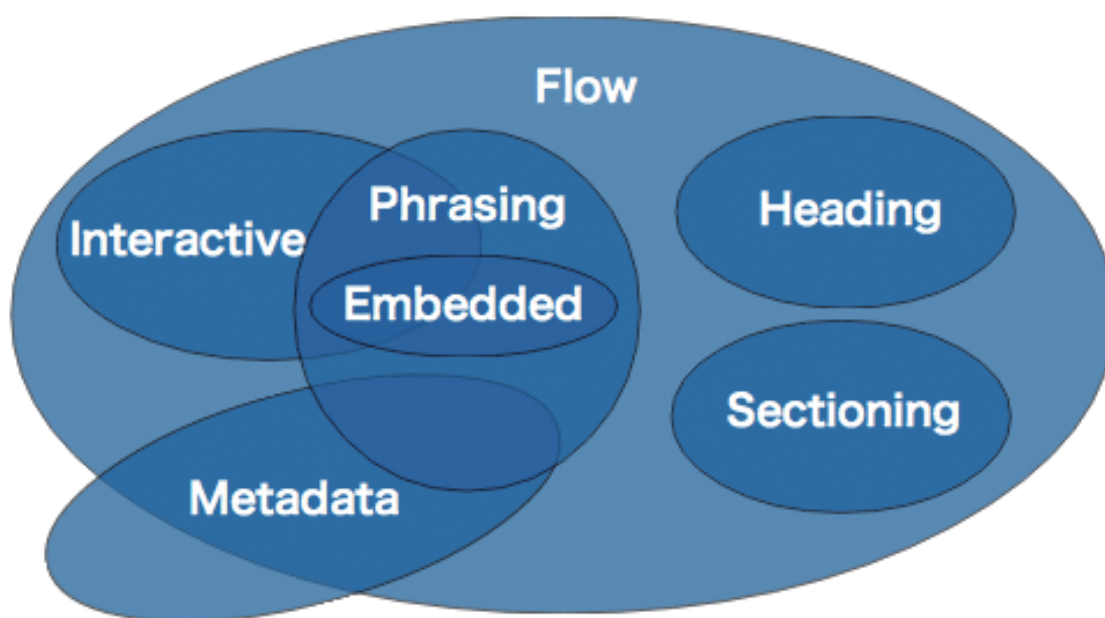 Flow
Phrasing
Heading
Interactive
Embedded
Sectioning
Metadata